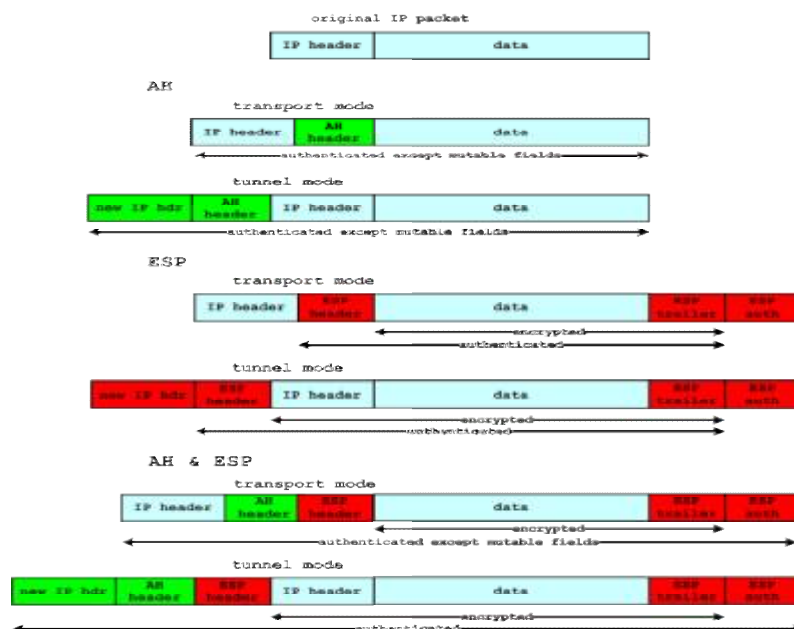 original IP packet
IP header data
AH
transport mode
IP header AH header data
authenticated except mutable fields
tunnel mode
new IP hdr AH header IP header data
authenticated except mutable fields
ESP
transport mode
IP header ESP header data ESP trailer ESP auth
encrypted
authenticated
tunnel mode
new IP hdr ESP header IP header data ESP trailer ESP auth
encrypted
authenticated
AH & ESP
transport mode
IP header AH header ESP header data ESP trailer ESP auth
encrypted
authenticated except mutable fields
tunnel mode
new IP hdr AH header ESP header IP header data ESP trailer ESP auth
encrypted
authenticated